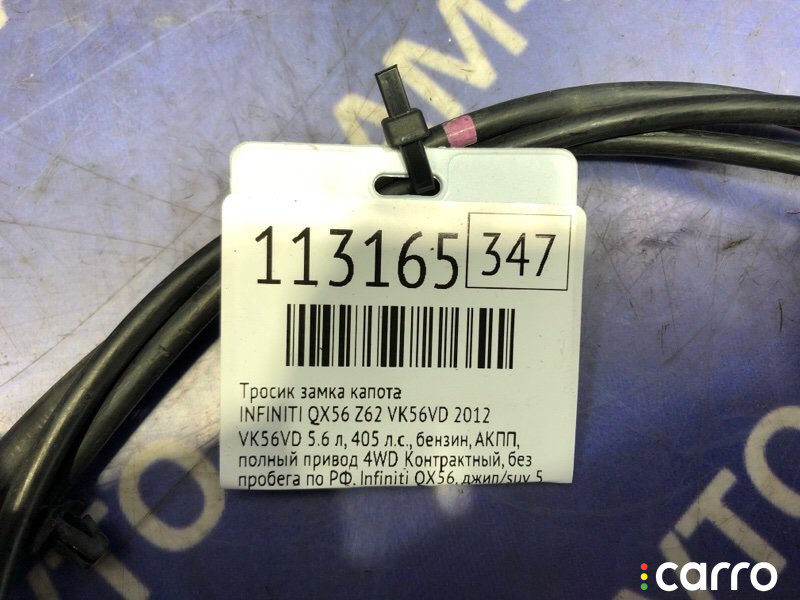 113165 347
Тросик замка капота
INFINITI QX56 Z62 VK56VD 2012
VK56VD 5.6 л, 405 л.с., бензин, АКПП,
полный привод 4WD Контрактный, без
пробега по РФ. Infiniti QX56, джип/suv 5
carro